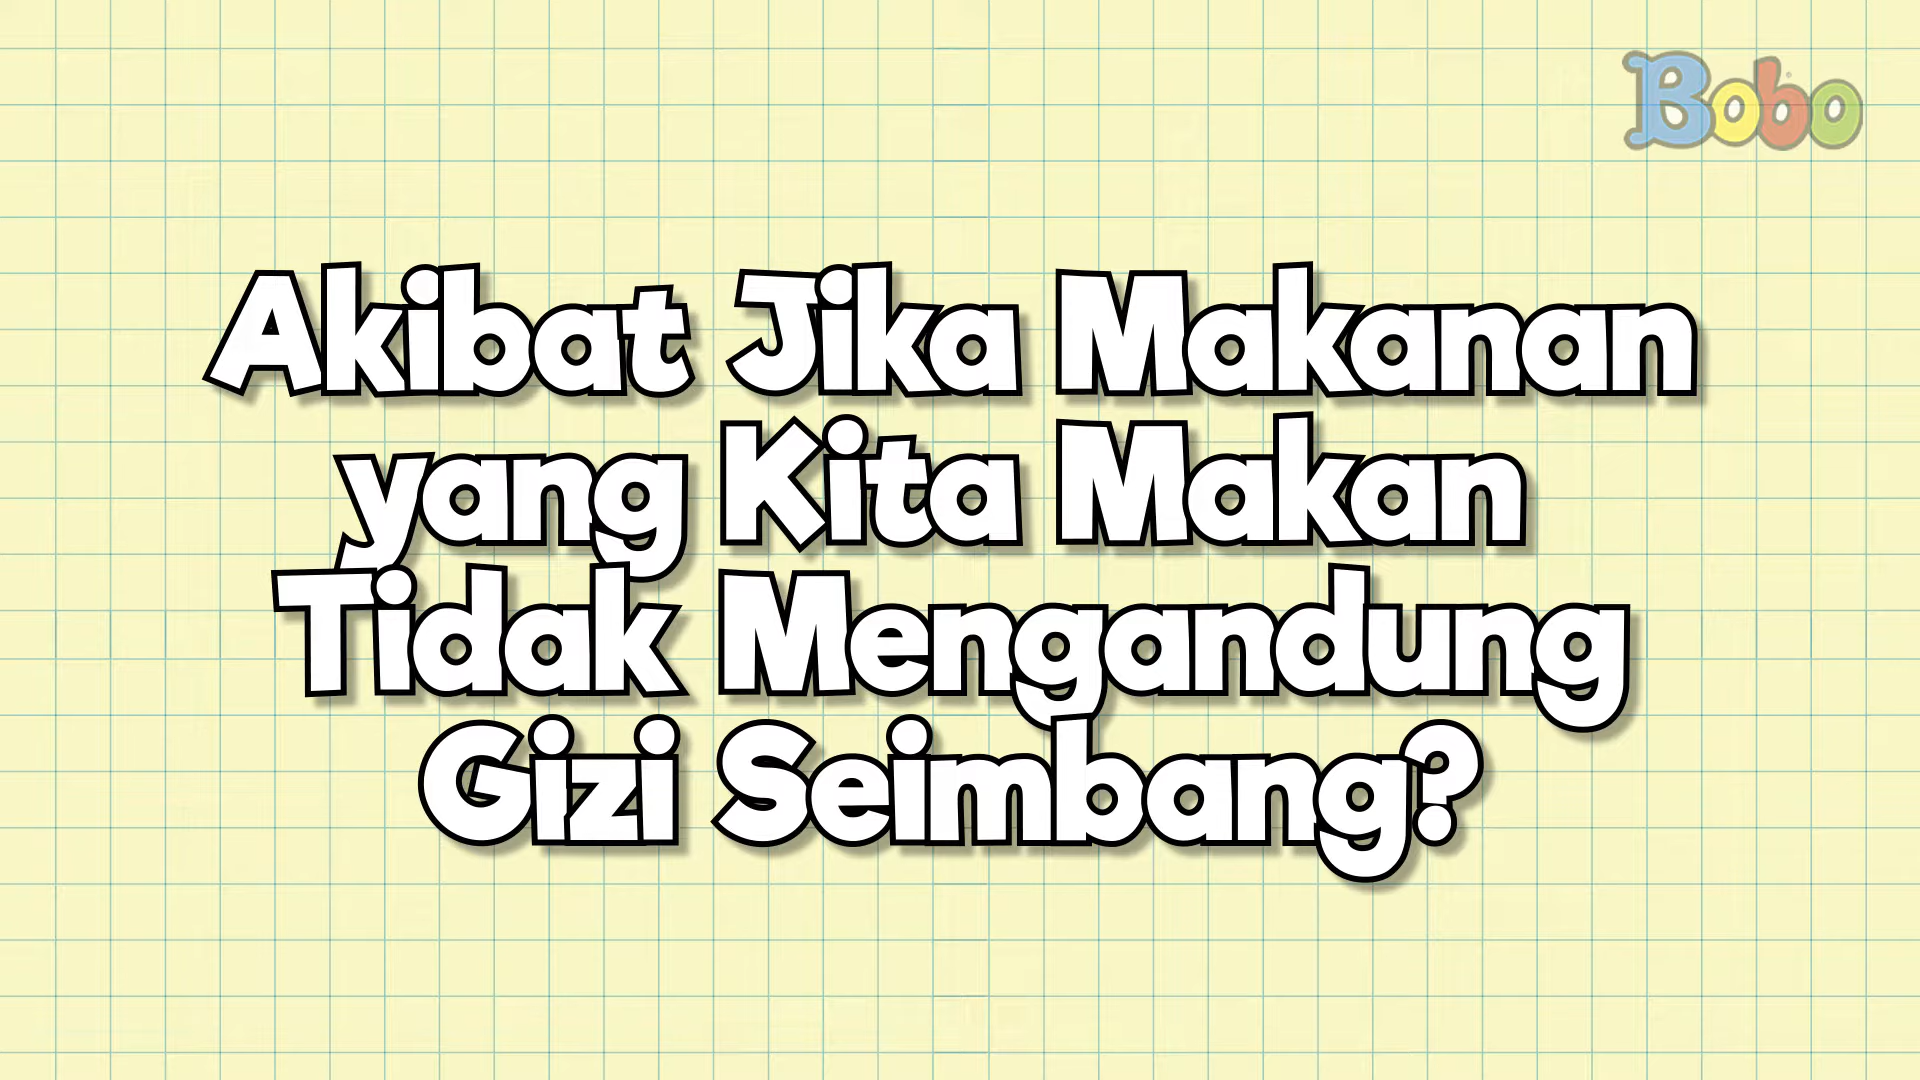 Bobo
Akibat Jika Makanan
yang Kita Makan
Tidak Mengandung
Gizi Seimbang?